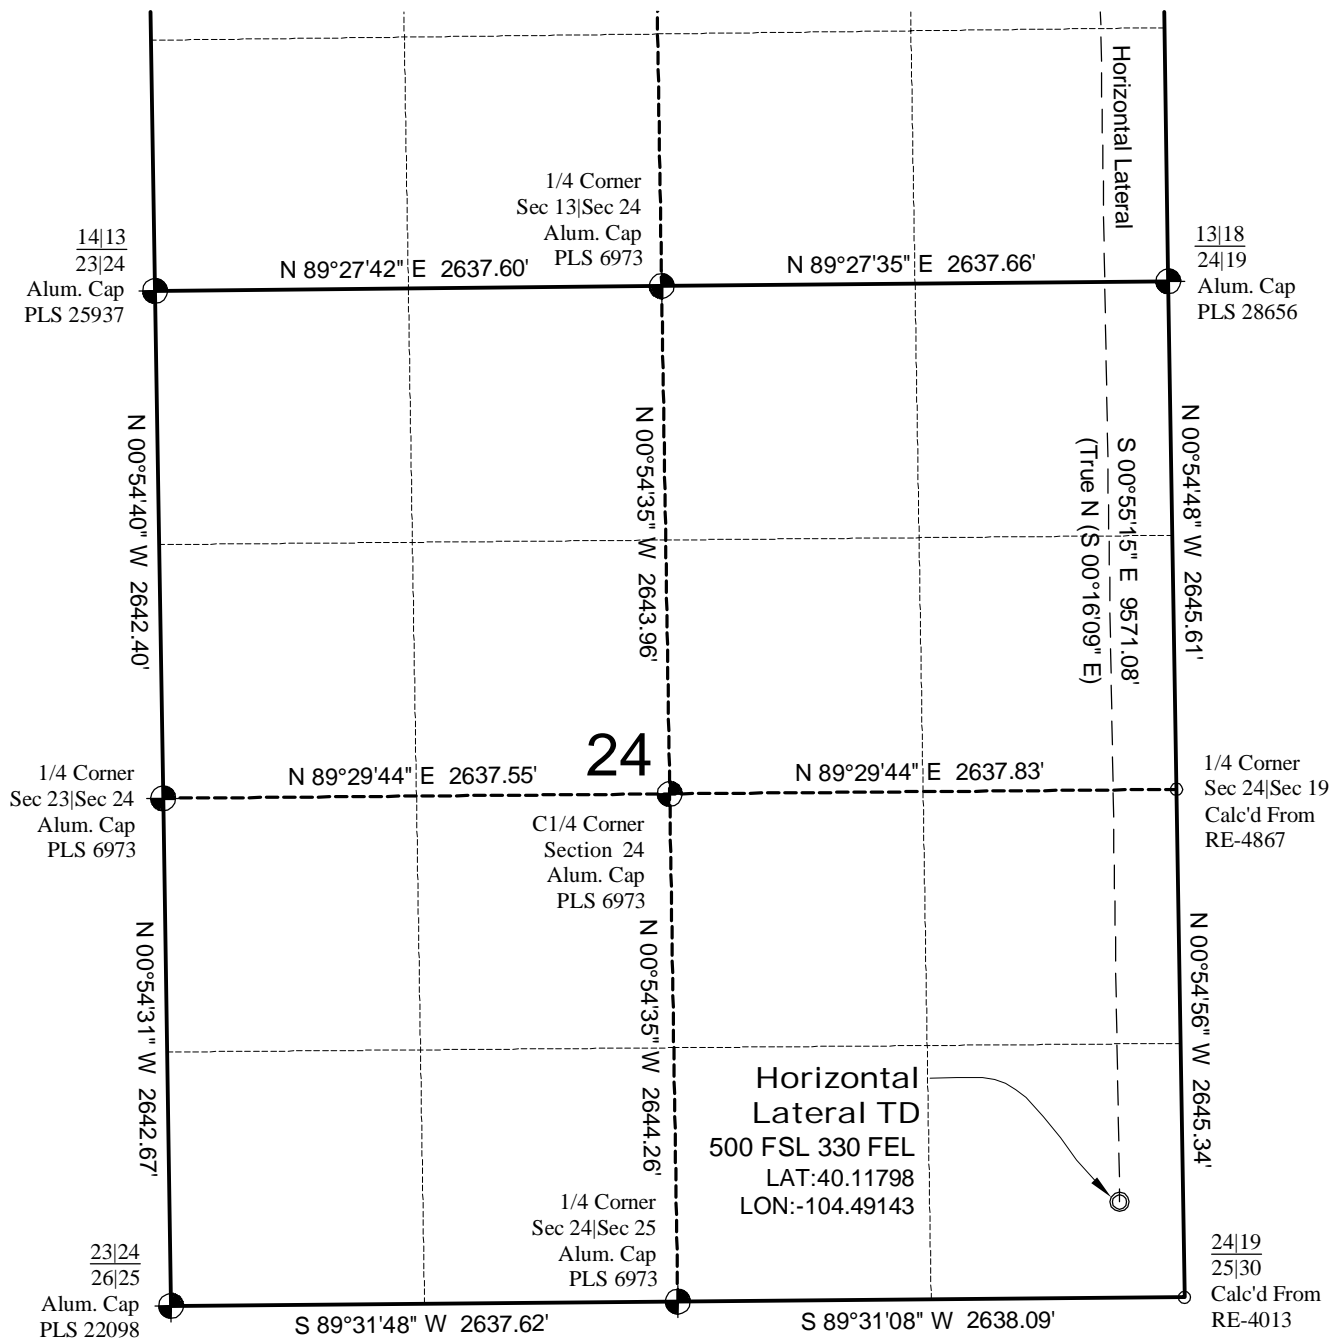 Horizontal Lateral
1/4 Corner
Sec 13|Sec 24
Alum. Cap
PLS 6973
14|13
23|24
Alum. Cap
PLS 25937
N 89°27'42" E 2637.60'
N 89°27'35" E 2637.66'
13|18
24|19
Alum. Cap
PLS 28656
N 00°54'40" W 2642.40'
N 00°54'35" W 2643.96'
S 00°55'15" E 9571.08'
(True N (S 00°16'09" E)
N 00°54'48" W 2645.61'
24
1/4 Corner
Sec 23|Sec 24
Alum. Cap
PLS 6973
N 89°29'44" E 2637.55'
N 89°29'44" E 2637.83'
1/4 Corner
Sec 24|Sec 19
Calc'd From
RE-4867
C1/4 Corner
Section 24
Alum. Cap
PLS 6973
N 00°54'31" W 2642.67'
N 00°54'35" W 2644.26'
N 00°54'56" W 2645.34'
Horizontal
Lateral TD
500 FSL 330 FEL
LAT:40.11798
LON:-104.49143
1/4 Corner
Sec 24|Sec 25
Alum. Cap
PLS 6973
23|24
26|25
Alum. Cap
PLS 22098
24|19
25|30
Calc'd From
RE-4013
S 89°31'48" W 2637.62'
S 89°31'08" W 2638.09'